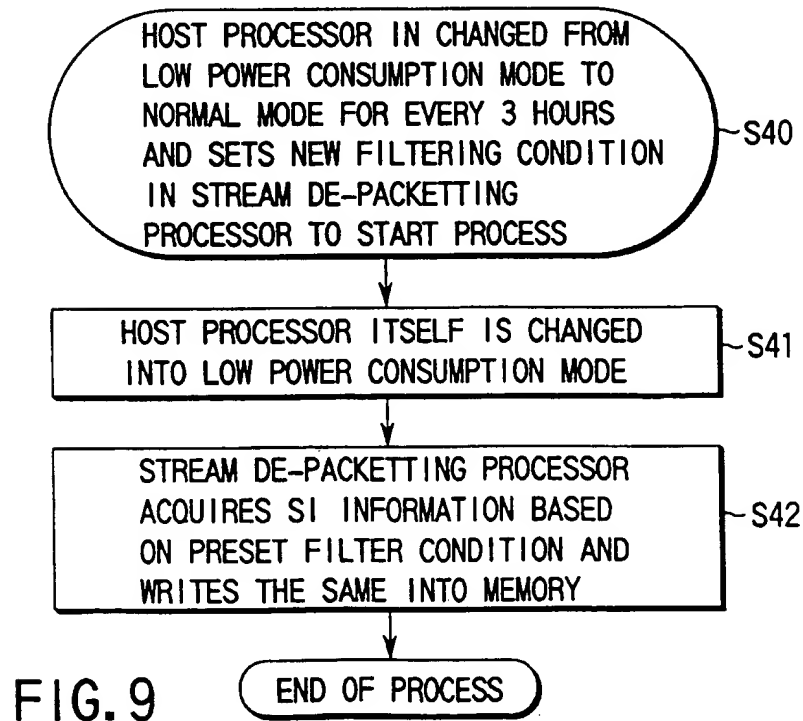 HOST PROCESSOR IN CHANGED FROM
LOW POWER CONSUMPTION MODE TO
NORMAL MODE FOR EVERY 3 HOURS
AND SETS NEW FILTERING CONDITION
IN STREAM DE-PACKETTING
PROCESSOR TO START PROCESS
S40
HOST PROCESSOR ITSELF IS CHANGED
INTO LOW POWER CONSUMPTION MODE
S41
STREAM DE-PACKETTING PROCESSOR
ACQUIRES SI INFORMATION BASED
ON PRESET FILTER CONDITION AND
WRITES THE SAME INTO MEMORY
S42
END OF PROCESS
FIG. 9